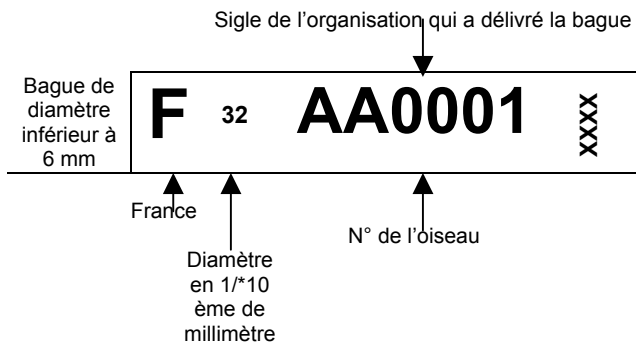 Sigle de l’organisation qui a délivré la bague
Bague de
diamètre
inférieur à
6 mm
F 32 AA0001 XXXX
France
N° de l’oiseau
Diamètre
en 1/*10
ème de
millimètre